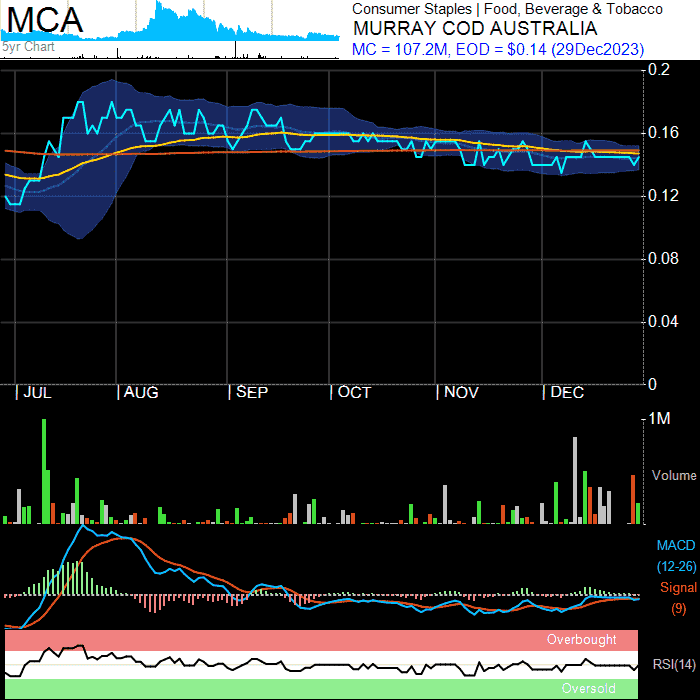 MCA
5yr Chart
Consumer Staples | Food, Beverage & Tobacco
MURRAY COD AUSTRALIA
MC = 107.2M, EOD = $0.14 (29Dec2023)
0.2
0.16
0.12
0.08
0.04
0
JUL AUG SEP OCT NOV DEC
1M
Volume
MACD
(12-26)
Signal
(9)
Overbought
RSI(14)
Oversold